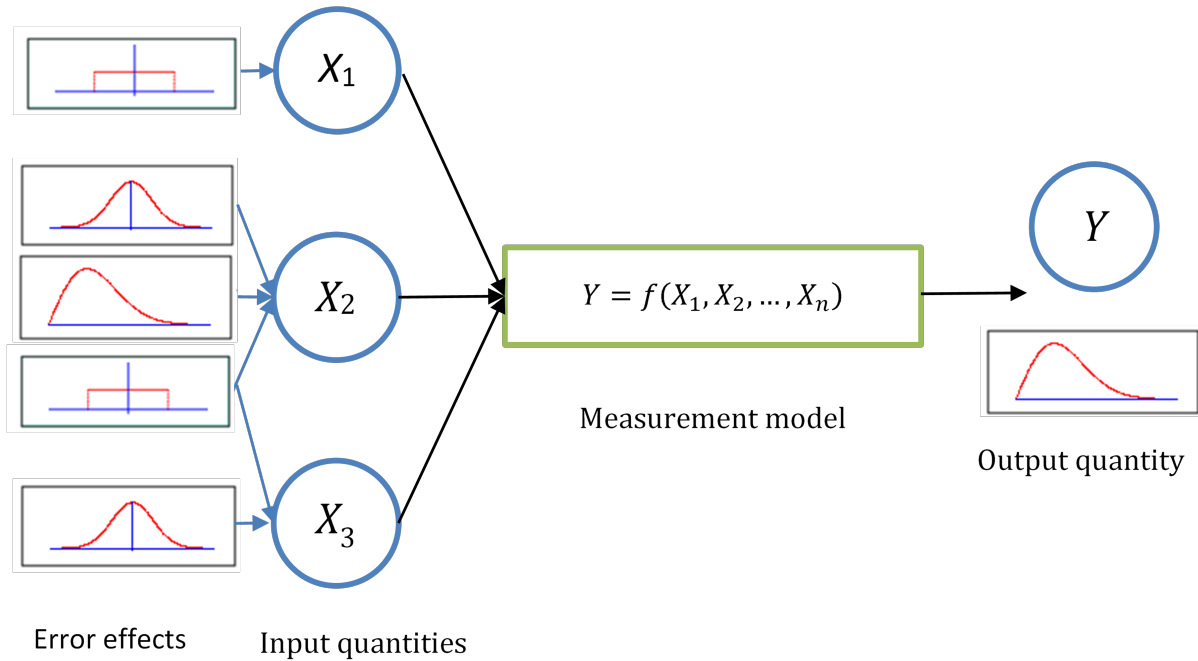 X₁
X₂
X₃
Y = f(X₁, X₂, ..., Xₙ)
Y
Measurement model
Output quantity
Error effects
Input quantities